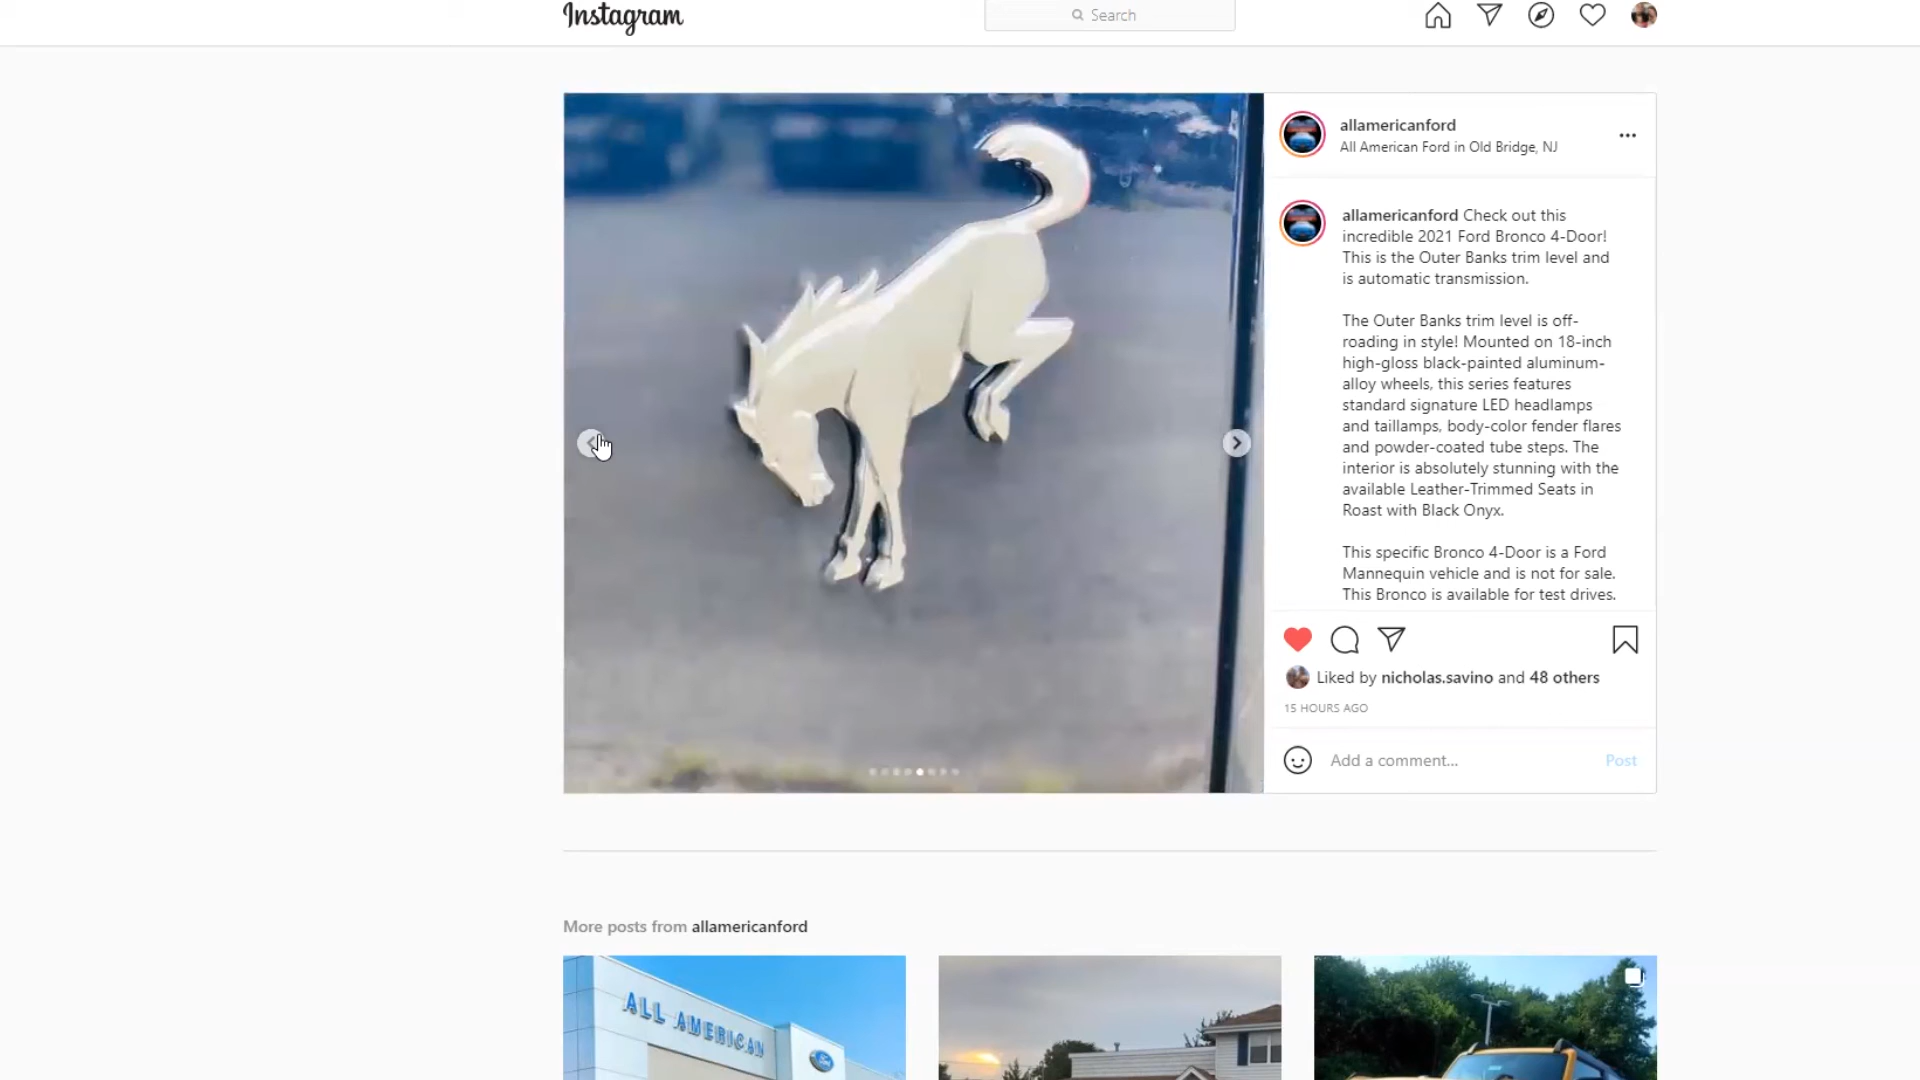 Instagram
Search
allamericanford
All American Ford in Old Bridge, NJ
allamericanford Check out this
incredible 2021 Ford Bronco 4-Door!
This is the Outer Banks trim level and
is automatic transmission.
The Outer Banks trim level is off-
roading in style! Mounted on 18-inch
high-gloss black-painted aluminum-
alloy wheels, this series features
standard signature LED headlamps
and taillamps, body-color fender flares
and powder-coated tube steps. The
interior is absolutely stunning with the
available Leather-Trimmed Seats in
Roast with Black Onyx.
This specific Bronco 4-Door is a Ford
Mannequin vehicle and is not for sale.
This Bronco is available for test drives.
Liked by nicholas.savino and 48 others
15 HOURS AGO
Add a comment...
Post
More posts from allamericanford
ALL AMERICAN
Ford